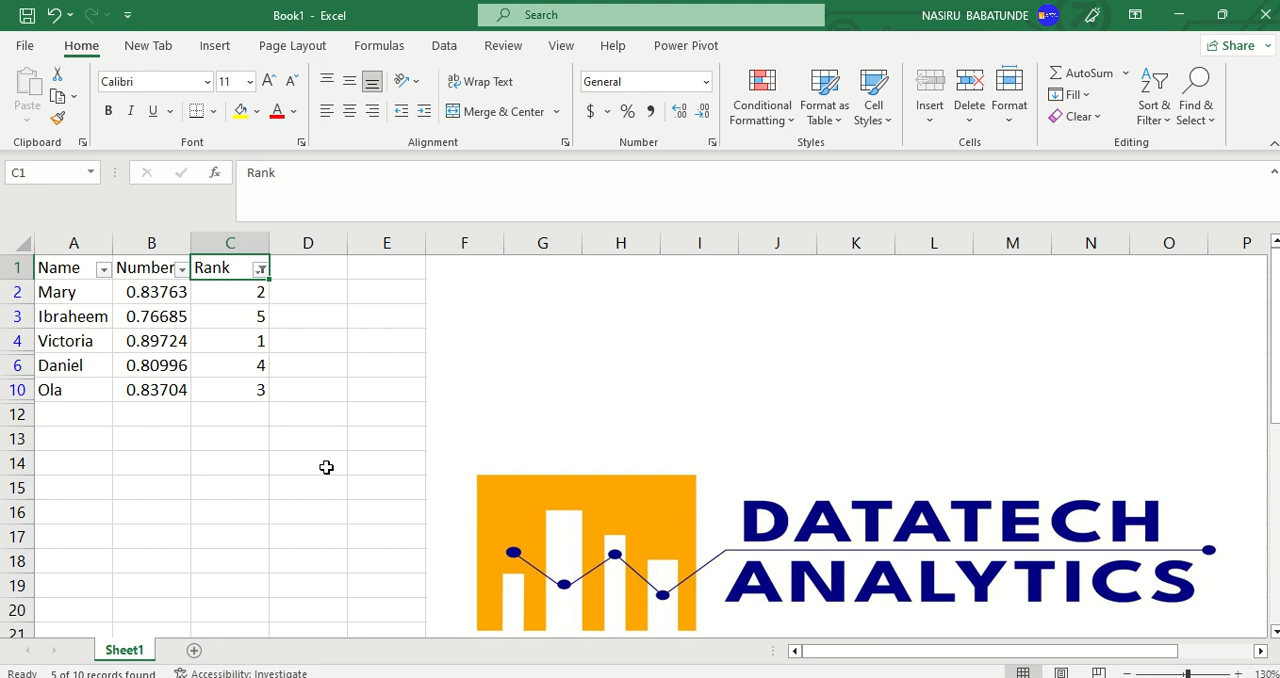 Book1 - Excel
Search
NASIRU BABATUNDE
File Home New Tab Insert Page Layout Formulas Data Review View Help Power Pivot
Share
Paste
Calibri 11
A A
ab Wrap Text
General
Conditional Formatting
Format as Table
Cell Styles
Insert Delete Format
AutoSum
Fill
Clear
Sort & Filter
Find & Select
B I U A
Merge & Center
$ % 9
Clipboard Font Alignment Number Styles Cells Editing
C1 fx Rank
A B C D E F G H I J K L M N O P
1 Name Number Rank
2 Mary 0.83763 2
3 Ibraheem 0.76685 5
4 Victoria 0.89724 1
6 Daniel 0.80996 4
10 Ola 0.83704 3
12
13
14
15
16
17
18
19
20
21
DATATECH
ANALYTICS
Sheet1
Ready 5 of 10 records found Accessibility: Investigate 130%